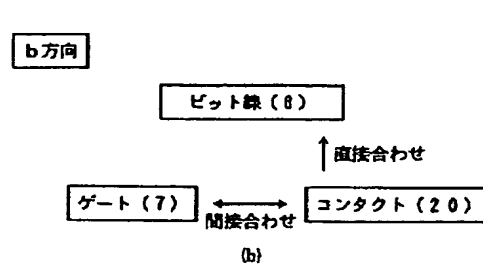 b方向
ビット線(6)
直接合わせ
ゲート(7)
間接合わせ
コンタクト(20)
(b)